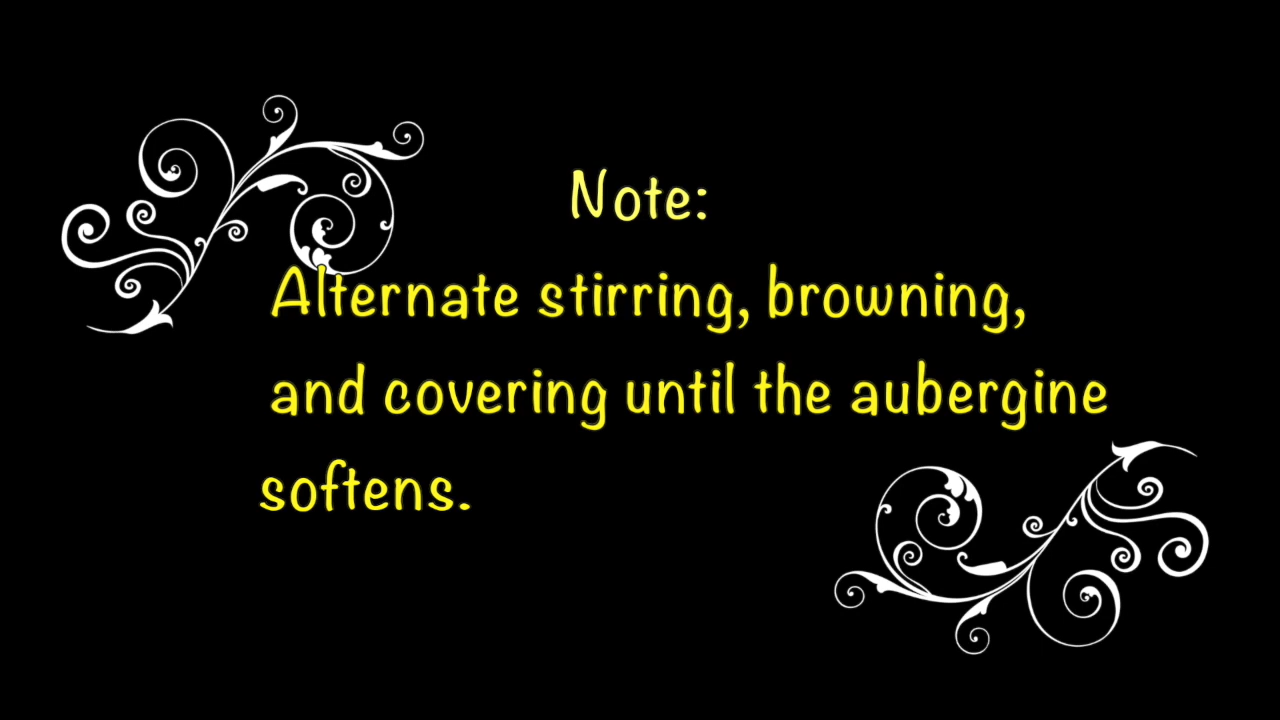 Note:
Alternate stirring, browning,
and covering until the aubergine
softens.